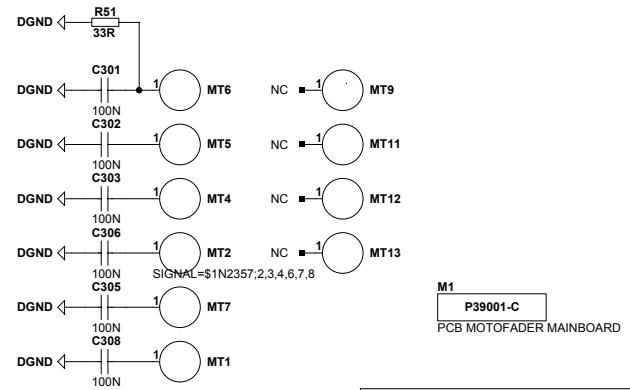 R51
DGND
33R
C301
DGND 1 MT6 NC 1 MT9
100N
C302
DGND 1 MT5 NC 1 MT11
100N
C303
DGND 1 MT4 NC 1 MT12
100N
C306
DGND 1 MT2 NC 1 MT13
100N SIGNAL=$1N2357;2,3,4,6,7,8
C305
DGND 1 MT7
100N
C308
DGND 1 MT1
100N
M1
P39001-C
PCB MOTOFADER MAINBOARD